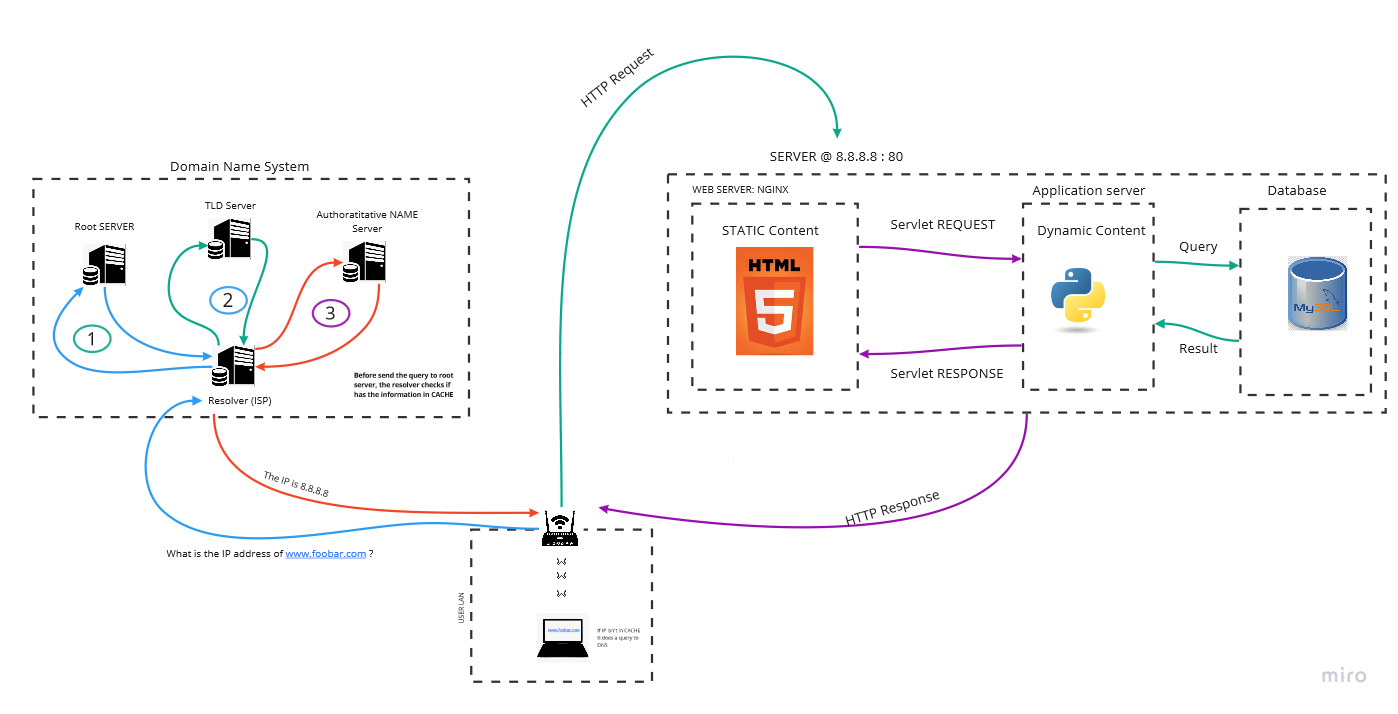 HTTP Request
SERVER @ 8.8.8.8 : 80
Domain Name System
Root SERVER
TLD Server
Authoratitative NAME
Server
1
2
3
Before send the query to root
server, the resolver checks if
has the information in CACHE
Resolver (ISP)
WEB SERVER: NGINX
STATIC Content
HTML
5
Servlet REQUEST
Servlet RESPONSE
Application server
Dynamic Content
Query
Result
Database
MySQL
The IP is 8.8.8.8
What is the IP address of www.foobar.com ?
HTTP Response
USER LAN
www.foobar.com
If IP isn't in CACHE
It does a query to
DNS
miro